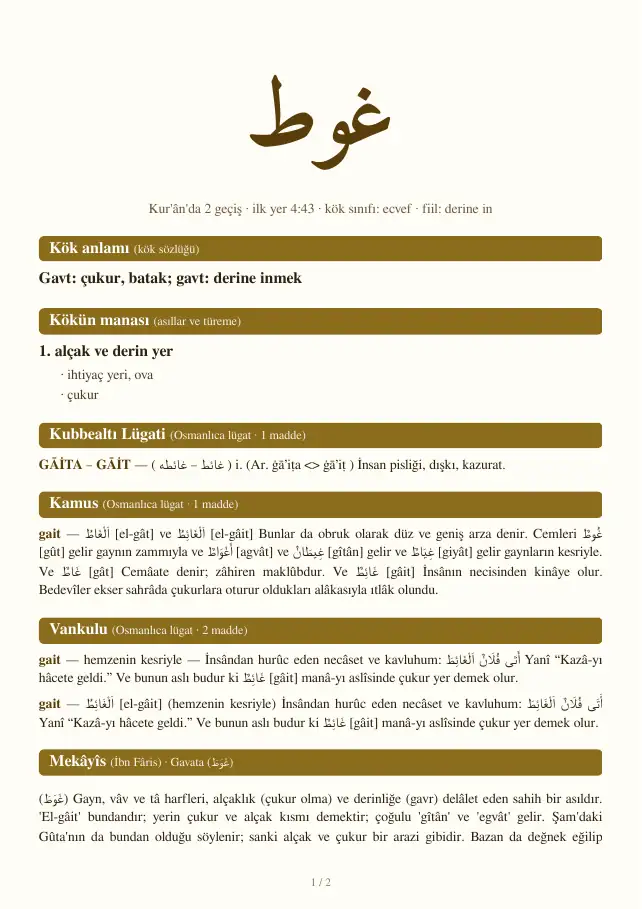 غوط
Kur'ân'da 2 geçiş · ilk yer 4:43 · kök sınıfı: ecvef · fiil: derine in
Kök anlamı (kök sözlüğü)
Gavt: çukur, batak; gavt: derine inmek
Kökün manası (asıllar ve türeme)
1. alçak ve derin yer
· ihtiyaç yeri, ova
· çukur
Kubbealtı Lügati (Osmanlıca lügat · 1 madde)
GĀİTA – GĀİT — ( غائط – غائطه ) i. (Ar. ġā'iṭa <> ġā'iṭ ) İnsan pisliği, dışkı, kazurat.
Kamus (Osmanlıca lügat · 1 madde)
gait — اَلْغَاطُ [el-gât] ve اَلْغَائِطُ [el-gâit] Bunlar da obruk olarak düz ve geniş arza denir. Cemleri غُوطٌ
[gût] gelir gaynın zammıyla ve أَغْوَاطٌ [agvât] ve غِيطَانٌ [gîtân] gelir ve غِيَاطٌ [giyât] gelir gaynların kesriyle.
Ve غَاطٌ [gât] Cemâate denir; zâhiren maklûbdur. Ve غَائِطٌ [gâit] İnsânın necisinden kinâye olur.
Bedevîler ekser sahrâda çukurlara oturur oldukları alâkasıyla ıtlâk olundu.
Vankulu (Osmanlıca lügat · 2 madde)
gait — hemzenin kesriyle — İnsândan hurûc eden necâset ve kavluhum: أَتَى فُلَانٌ اَلْغَائِطَ Yanî “Kazâ-yı
hâcete geldi.” Ve bunun aslı budur ki غَائِطٌ [gâit] manâ-yı aslîsinde çukur yer demek olur.
gait — اَلْغَائِطُ [el-gâit] (hemzenin kesriyle) İnsândan hurûc eden necâset ve kavluhum: أَتَى فُلَانٌ اَلْغَائِطَ
Yanî “Kazâ-yı hâcete geldi.” Ve bunun aslı budur ki غَائِطٌ [gâit] manâ-yı aslîsinde çukur yer demek olur.
Mekâyîs (İbn Fâris) · Gavata (غَوَطَ)
(غَوَطَ) Gayn, vâv ve tâ harfleri, alçaklık (çukur olma) ve derinliğe (gavr) delâlet eden sahih bir asıldır.
'El-gâit' bundandır; yerin çukur ve alçak kısmı demektir; çoğulu 'gîtân' ve 'egvât' gelir. Şam'daki
Gûta'nın da bundan olduğu söylenir; sanki alçak ve çukur bir arazi gibidir. Bazan da değnek eğilip
1 / 2